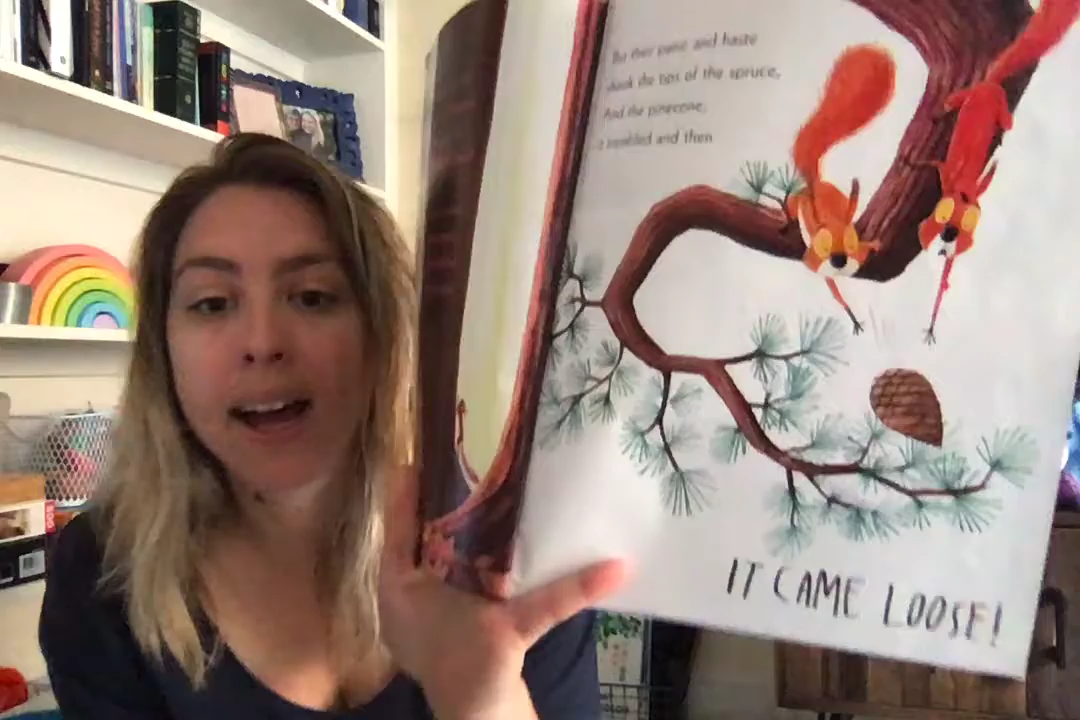 But their panic and haste
shook the tips of the spruce,
And the pinecone,
it trembled and then
IT CAME LOOSE!